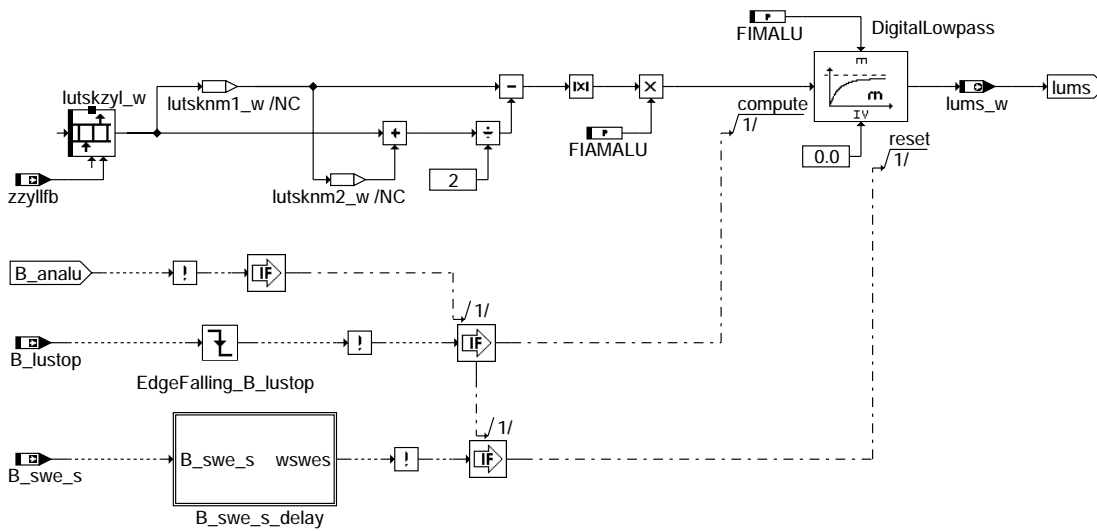 P
FIMALU
DigitalLowpass
lutskzyl_w
lutsknm1_w /NC
-
|x|
X
lums_w
lums
P
FIAMALU
compute
1/
0.0
reset
1/
+
÷
2
zzyllfb
lutsknm2_w /NC
B_analu
!
IF
1/
B_lustop
!
IF
EdgeFalling_B_lustop
1/
B_swe_s
B_swe_s wswes
!
IF
B_swe_s_delay